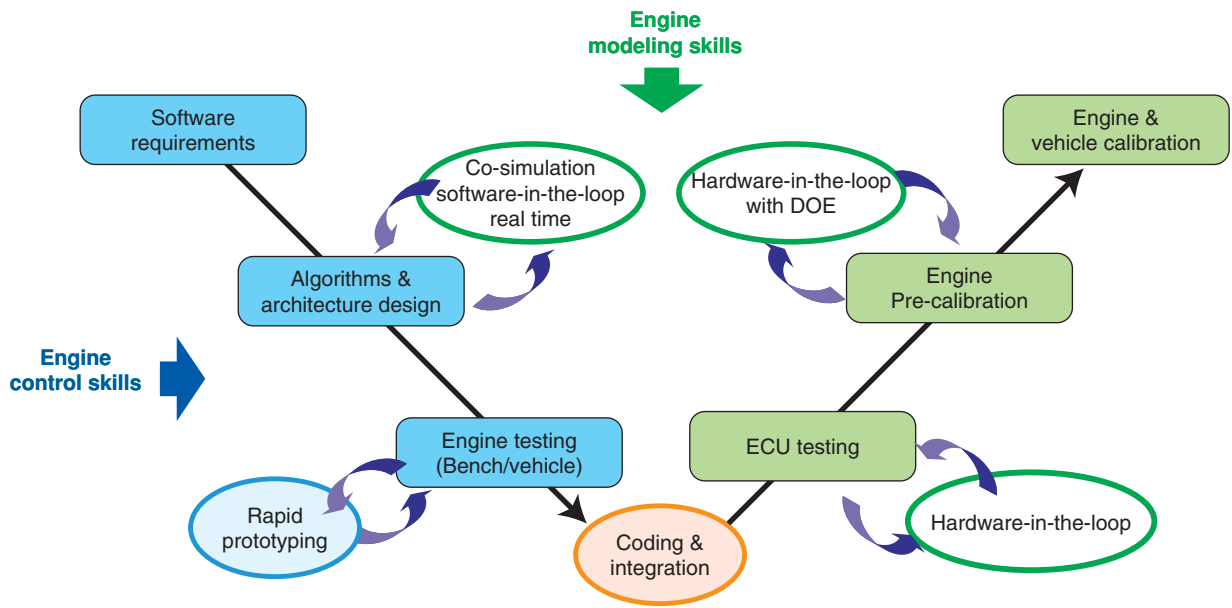 Engine
modeling skills
Software
requirements
Engine &
vehicle calibration
Co-simulation
software-in-the-loop
real time
Hardware-in-the-loop
with DOE
Algorithms &
architecture design
Engine
Pre-calibration
Engine
control skills
Engine testing
(Bench/vehicle)
ECU testing
Rapid
prototyping
Coding &
integration
Hardware-in-the-loop